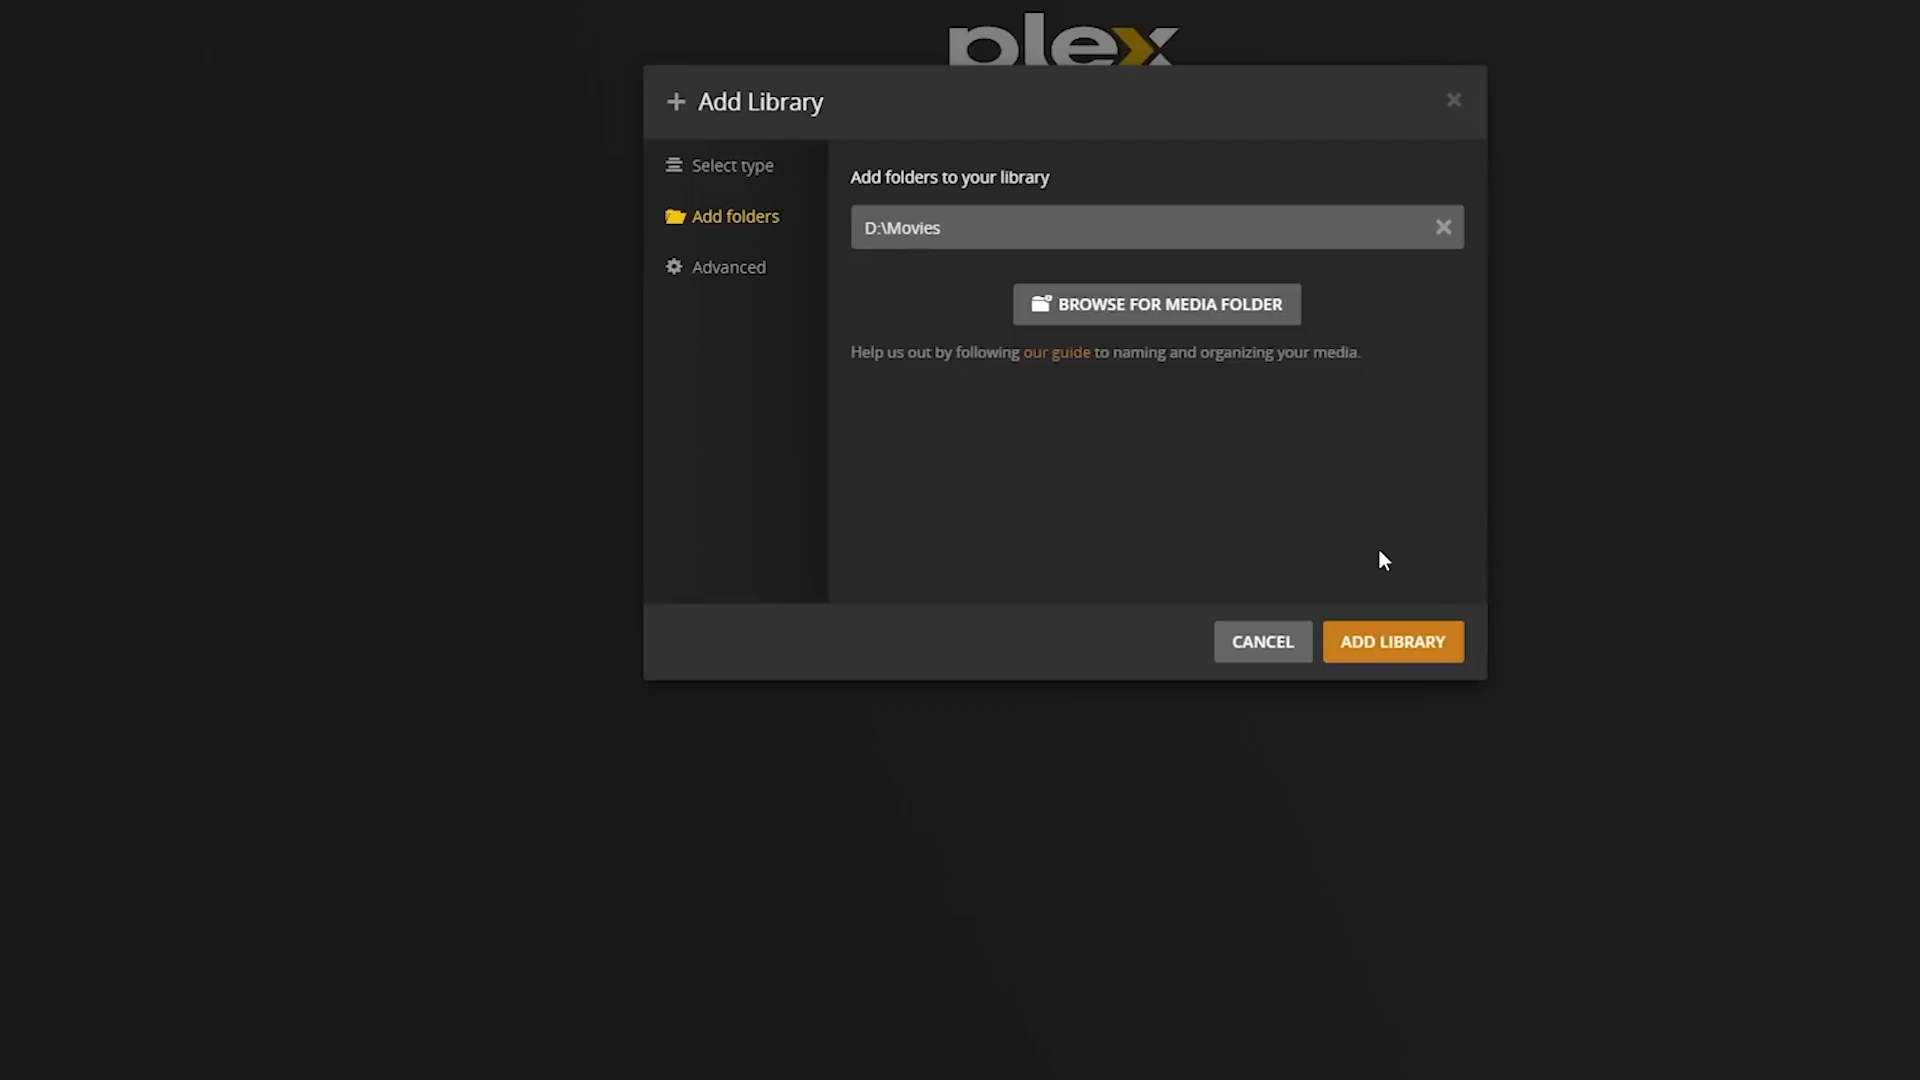 plex
Add Library
Select type
Add folders
Advanced
Add folders to your library
D:\Movies
BROWSE FOR MEDIA FOLDER
Help us out by following our guide to naming and organizing your media.
CANCEL
ADD LIBRARY